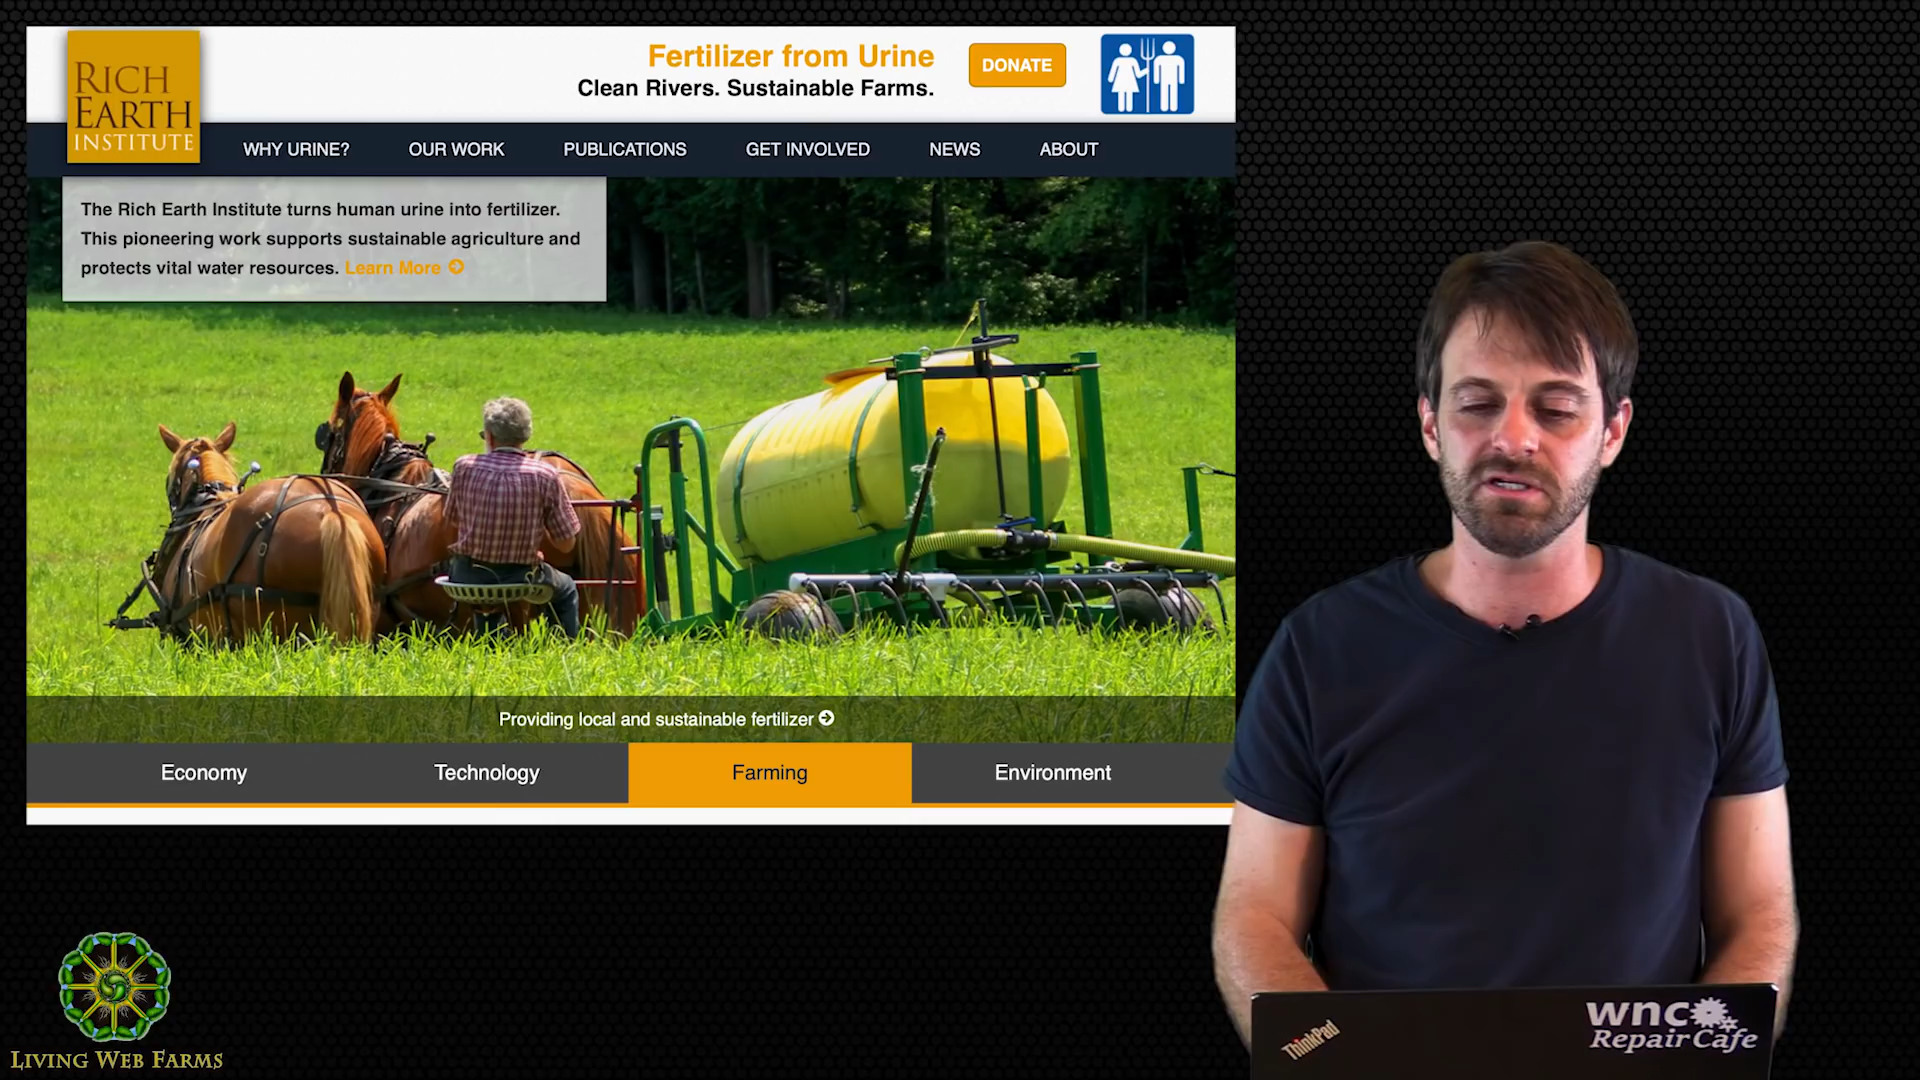 RICH
EARTH
INSTITUTE
Fertilizer from Urine
Clean Rivers. Sustainable Farms.
DONATE
WHY URINE?
OUR WORK
PUBLICATIONS
GET INVOLVED
NEWS
ABOUT
The Rich Earth Institute turns human urine into fertilizer.
This pioneering work supports sustainable agriculture and
protects vital water resources. Learn More
Providing local and sustainable fertilizer
Economy
Technology
Farming
Environment
LIVING WEB FARMS
ThinkPad
wnc
Repair Cafe